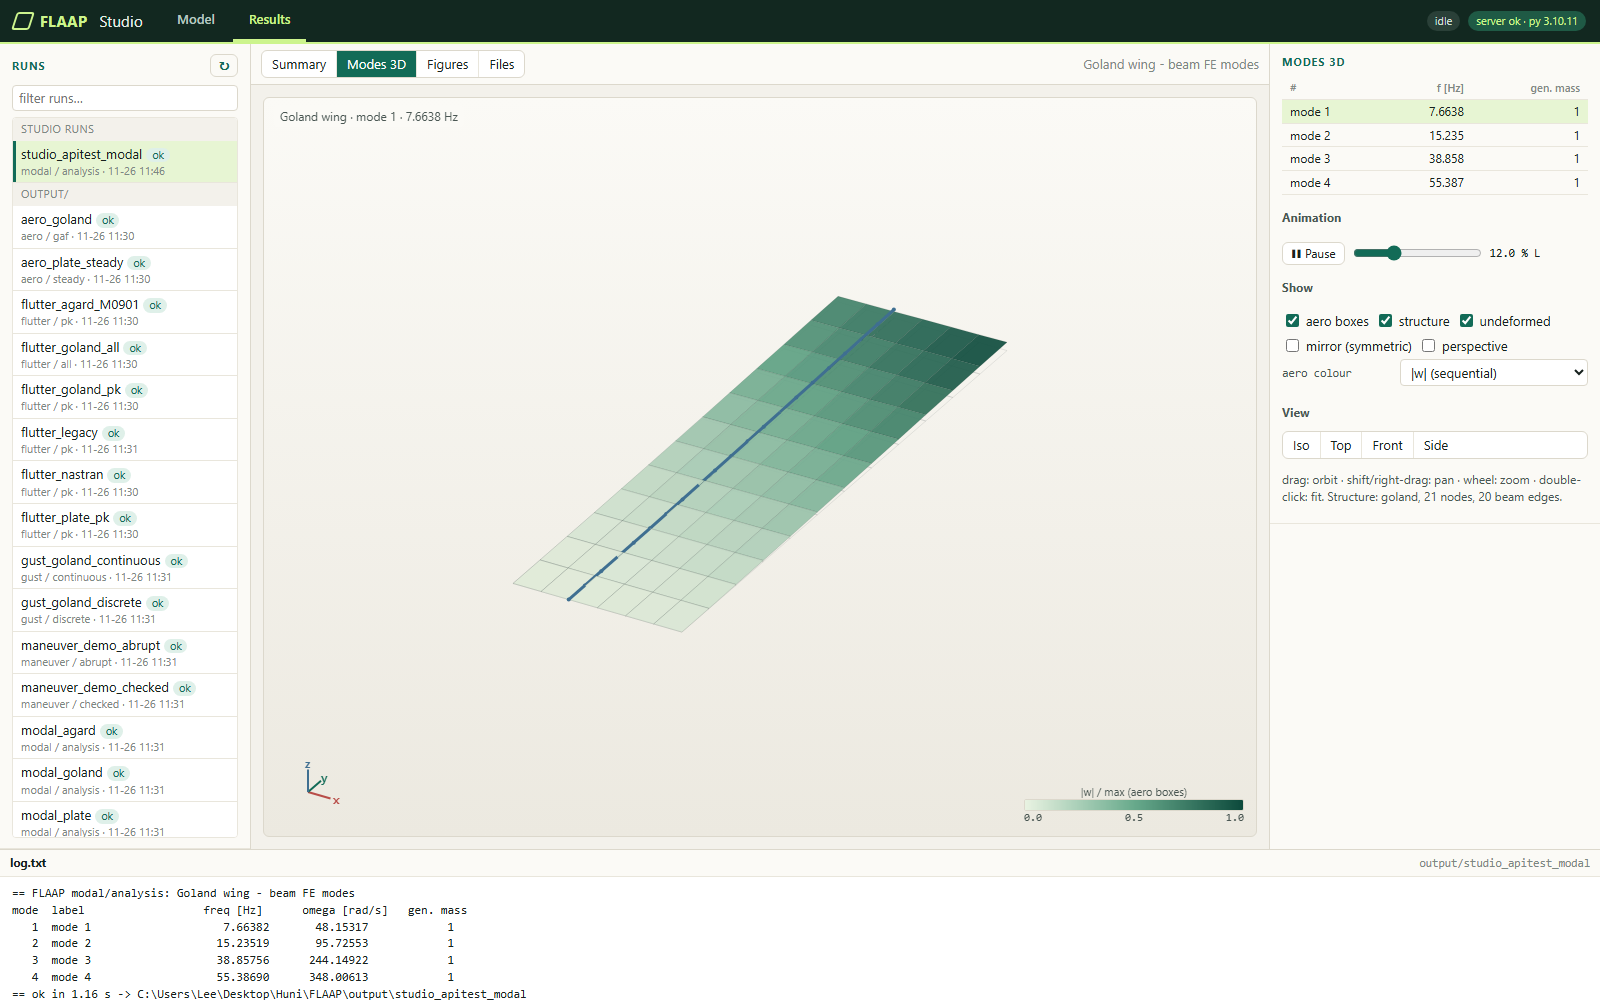 FLAAP Studio Model Results idle server ok · py 3.10.11
RUNS ↻
filter runs...
STUDIO RUNS
studio_apitest_modal ok
modal / analysis · 11-26 11:46
OUTPUT/
aero_goland ok
aero / gaf · 11-26 11:30
aero_plate_steady ok
aero / steady · 11-26 11:30
flutter_agard_M0901 ok
flutter / pk · 11-26 11:30
flutter_goland_all ok
flutter / all · 11-26 11:30
flutter_goland_pk ok
flutter / pk · 11-26 11:30
flutter_legacy ok
flutter / pk · 11-26 11:31
flutter_nastran ok
flutter / pk · 11-26 11:30
flutter_plate_pk ok
flutter / pk · 11-26 11:30
gust_goland_continuous ok
gust / continuous · 11-26 11:31
gust_goland_discrete ok
gust / discrete · 11-26 11:31
maneuver_demo_abrupt ok
maneuver / abrupt · 11-26 11:31
maneuver_demo_checked ok
maneuver / checked · 11-26 11:31
modal_agard ok
modal / analysis · 11-26 11:31
modal_goland ok
modal / analysis · 11-26 11:31
modal_plate ok
modal / analysis · 11-26 11:31
Summary Modes 3D Figures Files Goland wing - beam FE modes
Goland wing · mode 1 · 7.6638 Hz
z
y
x
|w| / max (aero boxes)
0.0 0.5 1.0
MODES 3D
# f [Hz] gen. mass
mode 1 7.6638 1
mode 2 15.235 1
mode 3 38.858 1
mode 4 55.387 1
Animation
Pause 12.0 % L
Show
aero boxes structure undeformed
mirror (symmetric) perspective
aero colour |w| (sequential)
View
Iso Top Front Side
drag: orbit · shift/right-drag: pan · wheel: zoom · double-
click: fit. Structure: goland, 21 nodes, 20 beam edges.
log.txt output/studio_apitest_modal
== FLAAP modal/analysis: Goland wing - beam FE modes
mode label freq [Hz] omega [rad/s] gen. mass
1 mode 1 7.66382 48.15317 1
2 mode 2 15.23519 95.72553 1
3 mode 3 38.85756 244.14922 1
4 mode 4 55.38690 348.00613 1
== ok in 1.16 s -> C:\Users\Lee\Desktop\Huni\FLAAP\output\studio_apitest_modal